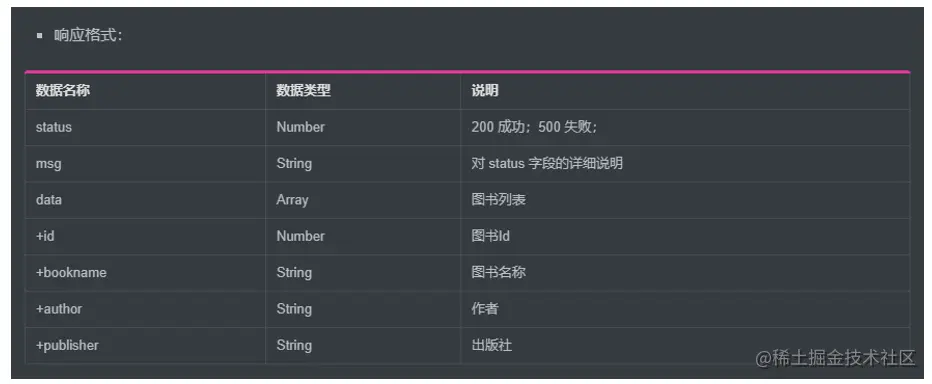 响应格式：
数据名称 数据类型 说明
status Number 200 成功；500 失败；
msg String 对 status 字段的详细说明
data Array 图书列表
+id Number 图书Id
+bookname String 图书名称
+author String 作者
+publisher String 出版社
@稀土掘金技术社区